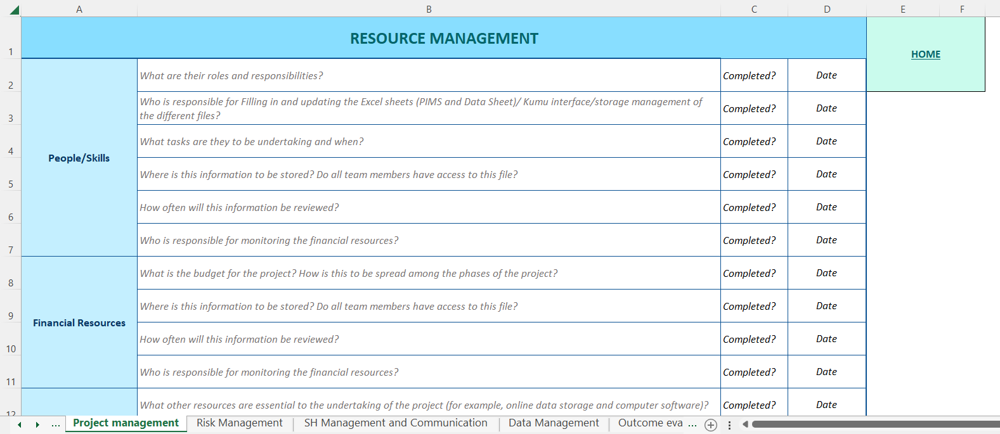 A B C D E F
1 RESOURCE MANAGEMENT HOME
2 What are their roles and responsibilities? Completed? Date
3 Who is responsible for Filling in and updating the Excel sheets (PIMS and Data Sheet)/ Kumu interface/storage management of
the different files? Completed? Date
People/Skills
4 What tasks are they to be undertaking and when? Completed? Date
5 Where is this information to be stored? Do all team members have access to this file? Completed? Date
6 How often will this information be reviewed? Completed? Date
7 Who is responsible for monitoring the financial resources? Completed? Date
Financial Resources
8 What is the budget for the project? How is this to be spread among the phases of the project? Completed? Date
9 Where is this information to be stored? Do all team members have access to this file? Completed? Date
10 How often will this information be reviewed? Completed? Date
11 Who is responsible for monitoring the financial resources? Completed? Date
12 What other resources are essential to the undertaking of the project (for example, online data storage and computer software)? Completed? Date
... Project management Risk Management SH Management and Communication Data Management Outcome eva ...